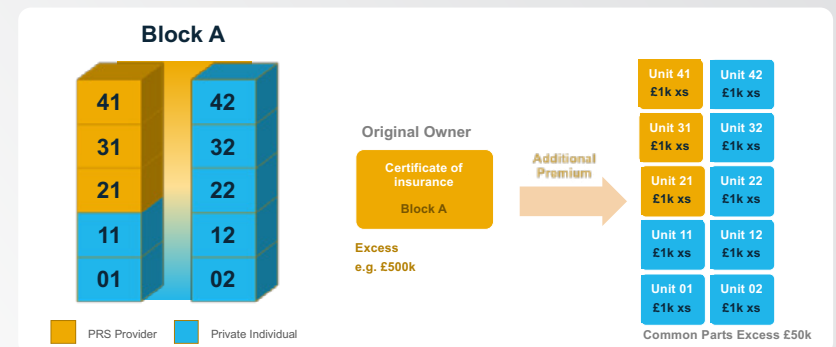 Block A
41
42
31
32
21
22
11
12
01
02
PRS Provider
Private Individual
Original Owner
Certificate of
insurance
Block A
Excess
e.g. £500k
Additional
Premium
Unit 41
£1k xs
Unit 42
£1k xs
Unit 31
£1k xs
Unit 32
£1k xs
Unit 21
£1k xs
Unit 22
£1k xs
Unit 11
£1k xs
Unit 12
£1k xs
Unit 01
£1k xs
Unit 02
£1k xs
Common Parts Excess £50k